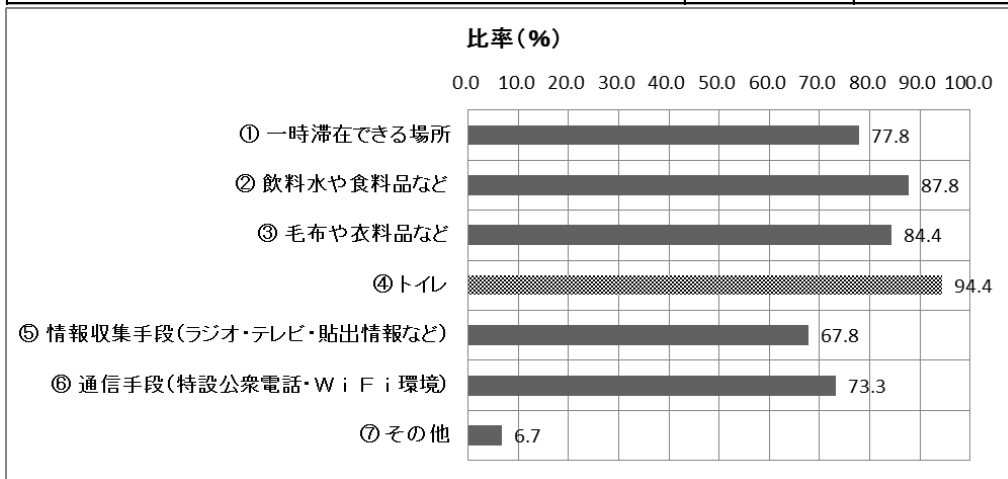 比率(%)
0.0 10.0 20.0 30.0 40.0 50.0 60.0 70.0 80.0 90.0 100.0
① 一時滞在できる場所 77.8
② 飲料水や食料品など 87.8
③ 毛布や衣料品など 84.4
④ トイレ 94.4
⑤ 情報収集手段(ラジオ・テレビ・貼出情報など) 67.8
⑥ 通信手段(特設公衆電話・WiFi環境) 73.3
⑦ その他 6.7